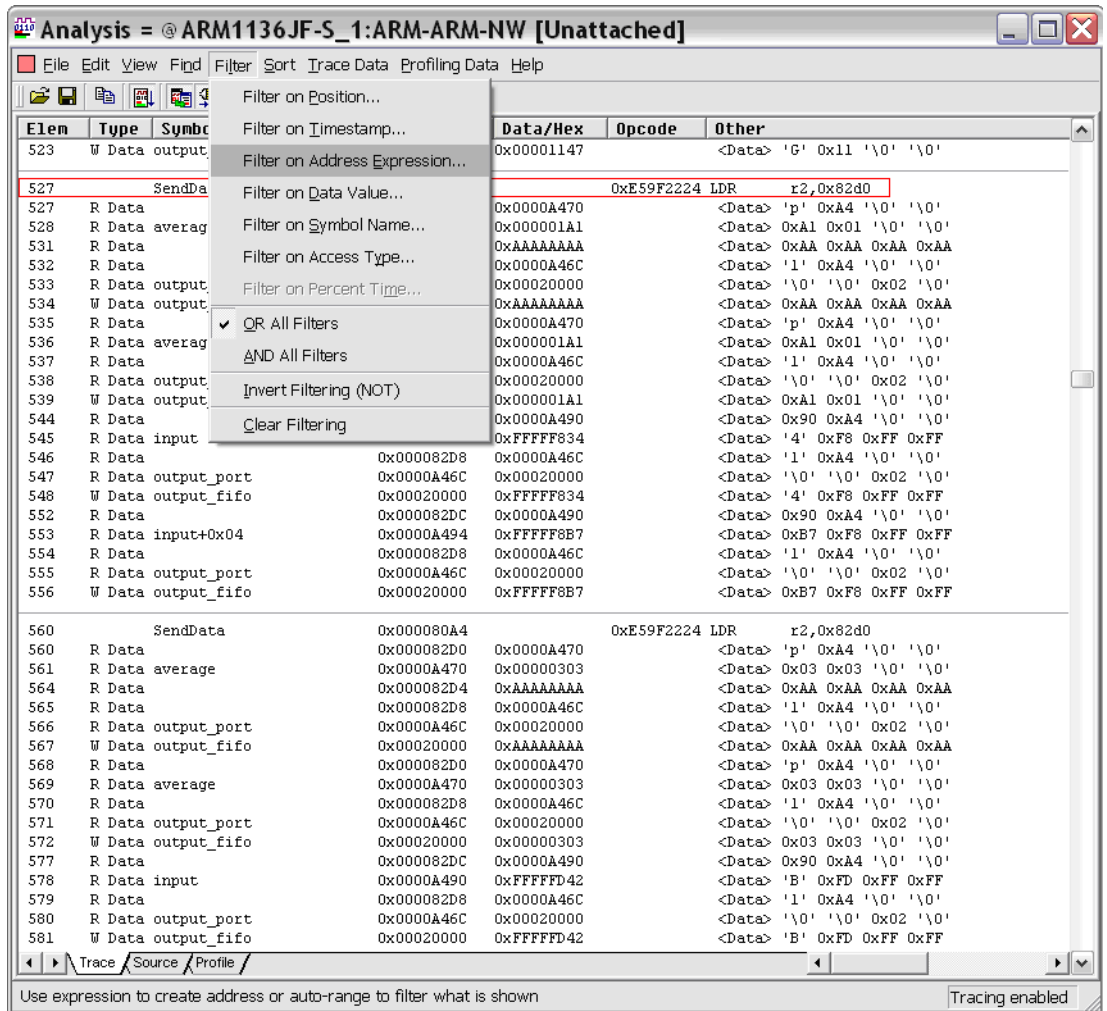 Analysis = @ARM1136JF-S_1:ARM-ARM-NW [Unattached]
File Edit View Find Filter Sort Trace Data Profiling Data Help
Filter on Position...
Filter on Timestamp...
Filter on Address Expression...
Filter on Data Value...
Filter on Symbol Name...
Filter on Access Type...
Filter on Percent Time...
✔ OR All Filters
AND All Filters
Invert Filtering (NOT)
Clear Filtering
Elem Type Symbo Data/Hex Opcode Other
523 W Data output_ 0x00001147 <Data> 'G' 0x11 '\0' '\0'
527 SendDa 0xE59F2224 LDR r2,0x82d0
527 R Data 0x0000A470 <Data> 'p' 0xA4 '\0' '\0'
528 R Data averag 0x000001A1 <Data> 0xA1 0x01 '\0' '\0'
531 R Data 0xAAAAAAAA <Data> 0xAA 0xAA 0xAA 0xAA
532 R Data 0x0000A46C <Data> 'l' 0xA4 '\0' '\0'
533 R Data output_ 0x00020000 <Data> '\0' '\0' 0x02 '\0'
534 W Data output_ 0xAAAAAAAA <Data> 0xAA 0xAA 0xAA 0xAA
535 R Data 0x0000A470 <Data> 'p' 0xA4 '\0' '\0'
536 R Data averag 0x000001A1 <Data> 0xA1 0x01 '\0' '\0'
537 R Data 0x0000A46C <Data> 'l' 0xA4 '\0' '\0'
538 R Data output_ 0x00020000 <Data> '\0' '\0' 0x02 '\0'
539 W Data output_ 0x000001A1 <Data> 0xA1 0x01 '\0' '\0'
544 R Data 0x0000A490 <Data> 0x90 0xA4 '\0' '\0'
545 R Data input 0xFFFFF834 <Data> '4' 0xF8 0xFF 0xFF
546 R Data 0x000082D8 0x0000A46C <Data> 'l' 0xA4 '\0' '\0'
547 R Data output_port 0x0000A46C 0x00020000 <Data> '\0' '\0' 0x02 '\0'
548 W Data output_fifo 0x00020000 0xFFFFF834 <Data> '4' 0xF8 0xFF 0xFF
552 R Data 0x000082DC 0x0000A490 <Data> 0x90 0xA4 '\0' '\0'
553 R Data input+0x04 0x0000A494 0xFFFFF8B7 <Data> 0xB7 0xF8 0xFF 0xFF
554 R Data 0x000082D8 0x0000A46C <Data> 'l' 0xA4 '\0' '\0'
555 R Data output_port 0x0000A46C 0x00020000 <Data> '\0' '\0' 0x02 '\0'
556 W Data output_fifo 0x00020000 0xFFFFF8B7 <Data> 0xB7 0xF8 0xFF 0xFF
560 SendData 0x000080A4 0xE59F2224 LDR r2,0x82d0
560 R Data 0x000082D0 0x0000A470 <Data> 'p' 0xA4 '\0' '\0'
561 R Data average 0x0000A470 0x00000303 <Data> 0x03 0x03 '\0' '\0'
564 R Data 0x000082D4 0xAAAAAAAA <Data> 0xAA 0xAA 0xAA 0xAA
565 R Data 0x000082D8 0x0000A46C <Data> 'l' 0xA4 '\0' '\0'
566 R Data output_port 0x0000A46C 0x00020000 <Data> '\0' '\0' 0x02 '\0'
567 W Data output_fifo 0x00020000 0xAAAAAAAA <Data> 0xAA 0xAA 0xAA 0xAA
568 R Data 0x000082D0 0x0000A470 <Data> 'p' 0xA4 '\0' '\0'
569 R Data average 0x0000A470 0x00000303 <Data> 0x03 0x03 '\0' '\0'
570 R Data 0x000082D8 0x0000A46C <Data> 'l' 0xA4 '\0' '\0'
571 R Data output_port 0x0000A46C 0x00020000 <Data> '\0' '\0' 0x02 '\0'
572 W Data output_fifo 0x00020000 0x00000303 <Data> 0x03 0x03 '\0' '\0'
577 R Data 0x000082DC 0x0000A490 <Data> 0x90 0xA4 '\0' '\0'
578 R Data input 0x0000A490 0xFFFFFD42 <Data> 'B' 0xFD 0xFF 0xFF
579 R Data 0x000082D8 0x0000A46C <Data> 'l' 0xA4 '\0' '\0'
580 R Data output_port 0x0000A46C 0x00020000 <Data> '\0' '\0' 0x02 '\0'
581 W Data output_fifo 0x00020000 0xFFFFFD42 <Data> 'B' 0xFD 0xFF 0xFF
Trace Source Profile
Use expression to create address or auto-range to filter what is shown Tracing enabled